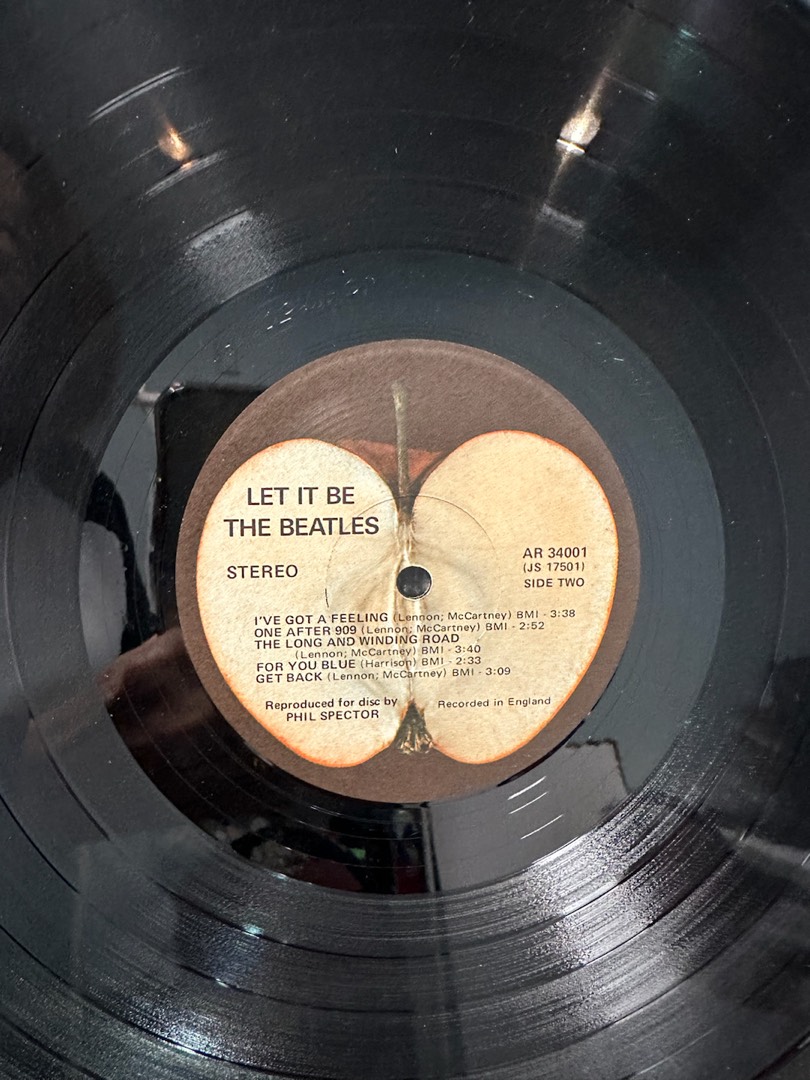 LET IT BE
THE BEATLES
STEREO
AR 34001
(JS 17501)
SIDE TWO
I'VE GOT A FEELING (Lennon; McCartney) BMI - 3:38
ONE AFTER 909 (Lennon; McCartney) BMI - 2:52
THE LONG AND WINDING ROAD
(Lennon; McCartney) BMI - 3:40
FOR YOU BLUE (Harrison) BMI - 2:33
GET BACK (Lennon; McCartney) BMI - 3:09
Reproduced for disc by
PHIL SPECTOR
Recorded in England